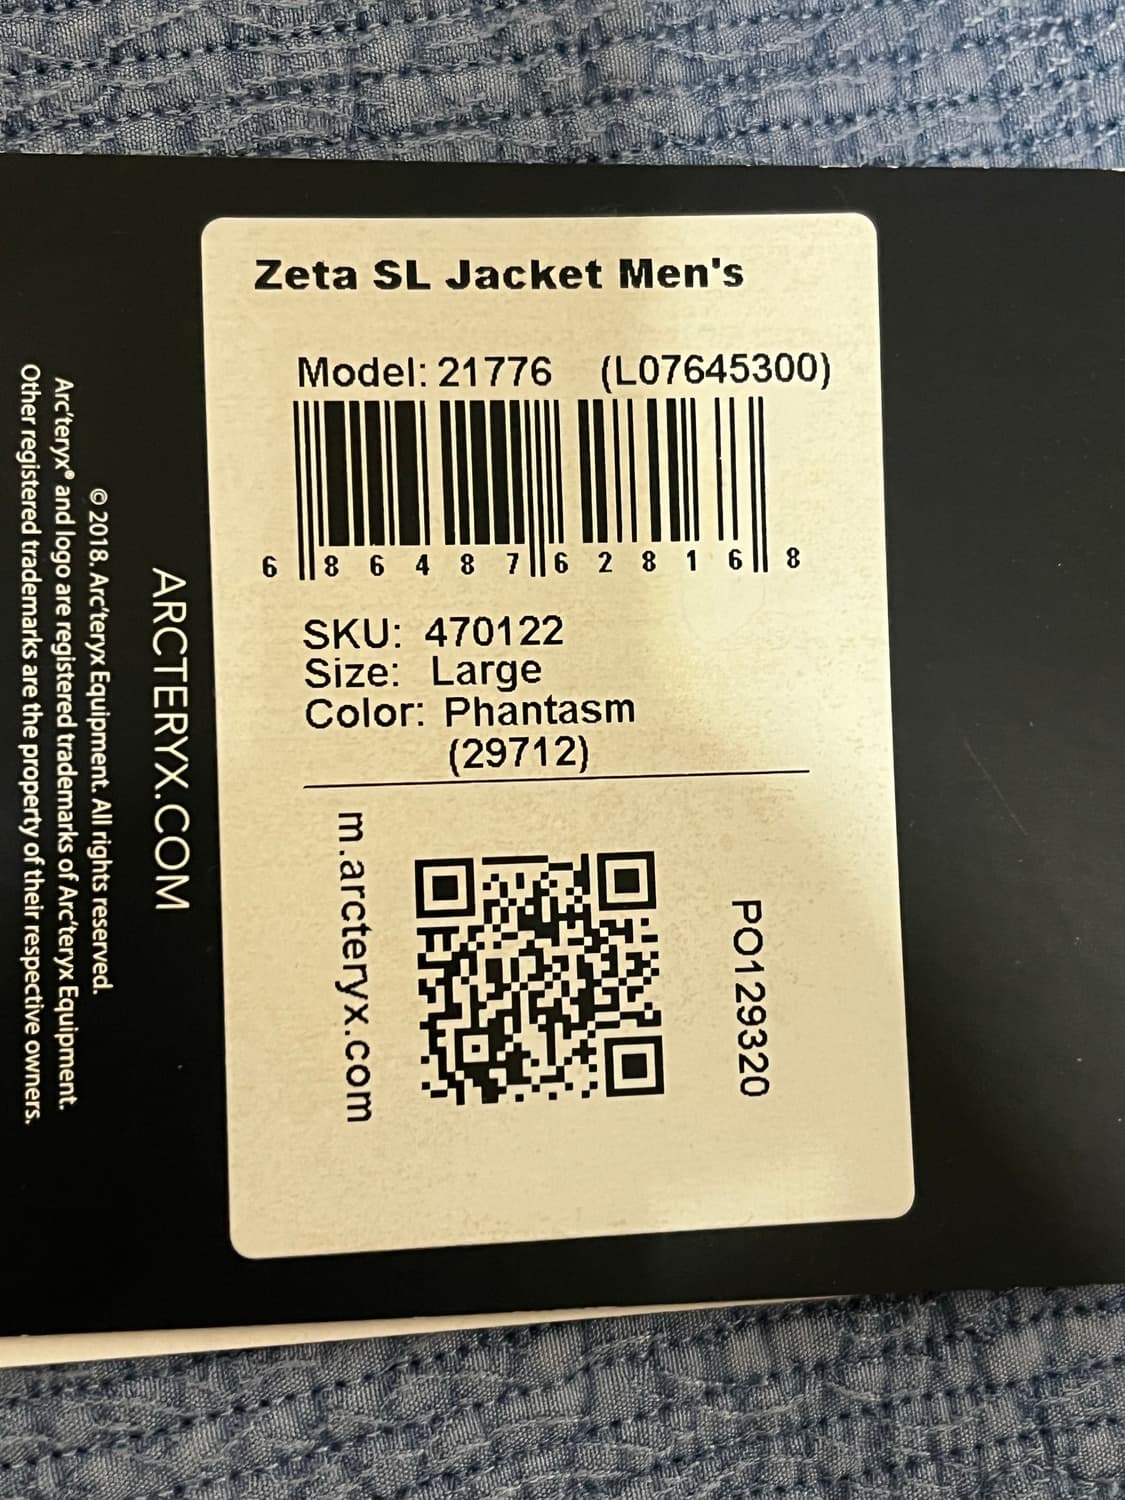 Zeta SL Jacket Men's
Model: 21776 (L07645300)
6 86487 62816 8
SKU: 470122
Size: Large
Color: Phantasm
(29712)
m.arcteryx.com
PO129320
ARCTERYX.COM
© 2018. Arc'teryx Equipment. All rights reserved.
Arc'teryx® and logo are registered trademarks of Arc'teryx Equipment.
Other registered trademarks are the property of their respective owners.